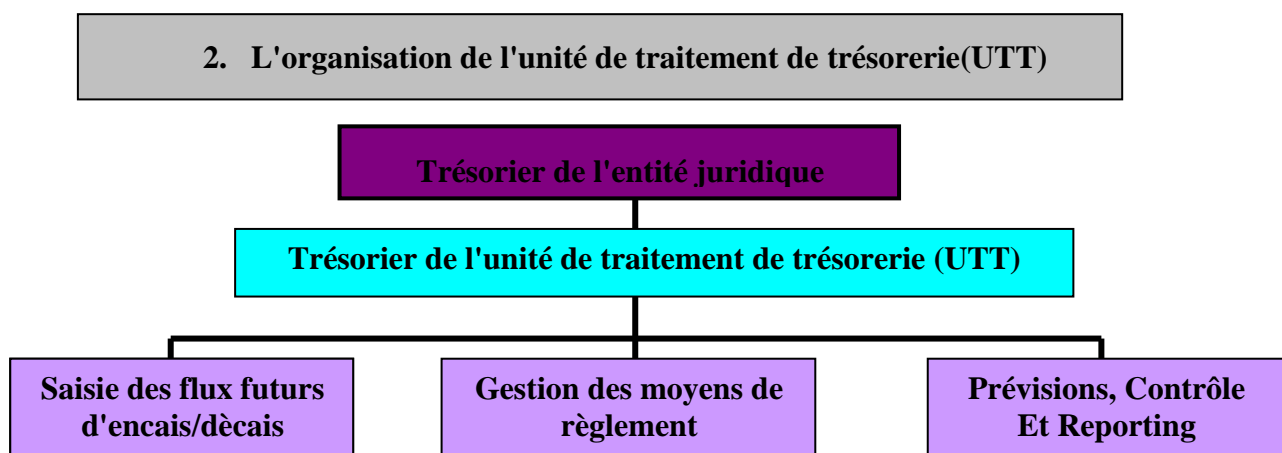 2. L'organisation de l'unité de traitement de trésorerie(UTT)
Trésorier de l'entité juridique
Trésorier de l'unité de traitement de trésorerie (UTT)
Saisie des flux futurs
d'encais/dècais
Gestion des moyens de
règlement
Prévisions, Contrôle
Et Reporting